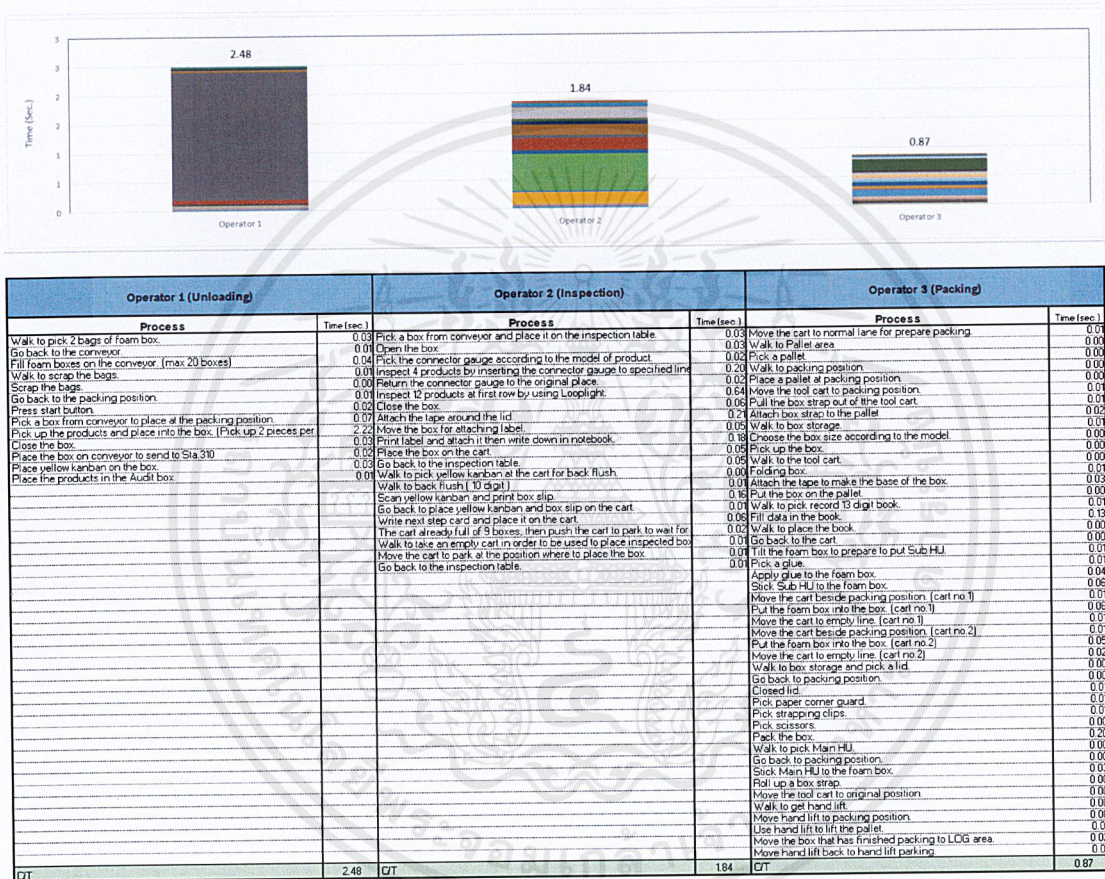 3
3
2
2
1
1
0
Time (Sec.)
2.48
1.84
0.87
Operator 1
Operator 2
Operator 3
Operator 1 (Unloading)
Process Time (sec.)
Walk to pick 2 bags of foam box. 0.03
Go back to the conveyor. 0.01
Fill foam boxes on the conveyor. (max 20 boxes) 0.04
Walk to scrap the bags. 0.01
Scrap the bags. 0.00
Go back to the packing position. 0.01
Press start button. 0.02
Pick a box from conveyor to place at the packing position. 0.07
Pick up the products and place into the box. (Pick up 2 pieces per 2.22
Close the box. 0.03
Place the box on conveyor to send to Sta.310 0.02
Place yellow kanban on the box. 0.03
Place the products in the Audit box 0.01
C/T 2.48
Operator 2 (Inspection)
Process Time (sec.)
Pick a box from conveyor and place it on the inspection table. 0.03
Open the box. 0.03
Pick the connector gauge according to the model of product. 0.02
Inspect 4 products by inserting the connector gauge to specified line 0.20
Return the connector gauge to the original place. 0.02
Inspect 12 products at first row by using Looplight. 0.64
Close the box. 0.06
Attach the tape around the lid. 0.21
Move the box for attaching label. 0.05
Print label and attach it then write down in notebook. 0.18
Place the box on the cart. 0.05
Go back to the inspection table. 0.05
Walk to pick yellow kanban at the cart for back flush. 0.00
Walk to back flush ( 10 digit ) 0.01
Scan yellow kanban and print box slip. 0.16
Go back to place yellow kanban and box slip on the cart. 0.01
Write next step card and place it on the cart. 0.06
The cart already full of 9 boxes, then push the cart to park to wait for 0.02
Walk to take an empty cart in order to be used to place inspected box 0.01
Move the cart to park at the position where to place the box. 0.01
Go back to the inspection table. 0.01
C/T 1.84
Operator 3 (Packing)
Process Time (sec.)
Move the cart to normal lane for prepare packing. 0.01
Walk to Pallet area 0.00
Pick a pallet 0.00
Walk to packing position. 0.00
Place a pallet at packing position. 0.00
Move the tool cart to packing position. 0.01
Pull the box strap out of tthe tool cart. 0.01
Attach box strap to the pallet 0.02
Walk to box storage. 0.01
Choose the box size according to the model. 0.00
Pick up the box. 0.00
Walk to the tool cart. 0.00
Folding box. 0.01
Attach the tape to make the base of the box. 0.03
Put the box on the pallet. 0.00
Walk to pick record 13 digit book. 0.01
Fill data in the book. 0.13
Walk to place the book. 0.00
Go back to the cart. 0.00
Tilt the foam box to prepare to put Sub HU. 0.01
Pick a glue. 0.01
Apply glue to the foam box. 0.04
Stick Sub HU to the foam box. 0.06
Move the cart beside packing position. (cart no.1) 0.01
Put the foam box into the box. (cart no.1) 0.06
Move the cart to empty line. (cart no.1)
Move the cart beside packing position. (cart no.2)
Put the foam box into the box. (cart no.2) 0.05
Move the cart to empty line. (cart no.2) 0.02
Walk to box storage and pick a lid.
Go back to packing position.
Closed lid.
Pick paper corner guard.
Pick strapping clips.
Pick scissors.
Pack the box. 0.20
Walk to pick Main HU.
Go back to packing position.
Stick Main HU to the foam box.
Roll up a box strap.
Move the tool cart to original position.
Walk to get hand lift.
Move hand lift to packing position.
Use hand lift to lift the pallet.
Move the box that has finished packing to LOG area.
Move hand lift back to hand lift parking.
C/T 0.87